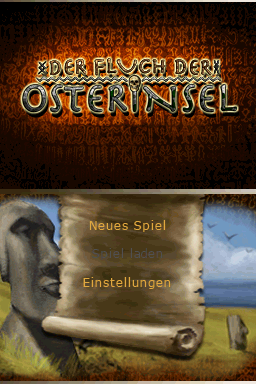 DER FLUCH DER
OSTERINSEL
Neues Spiel
Spiel laden
Einstellungen